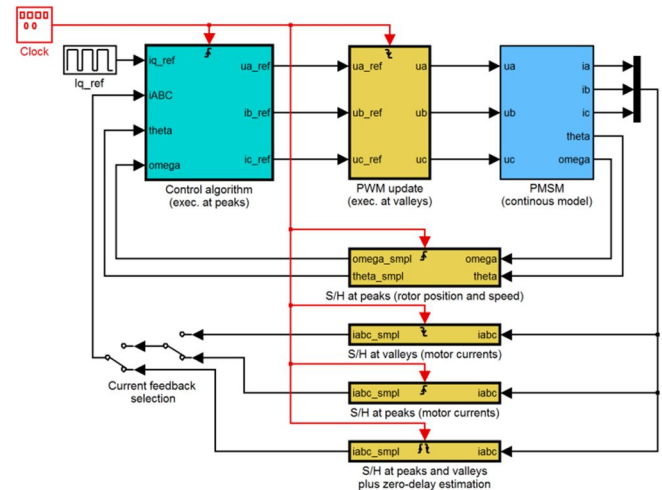 Clock
Iq_ref
iq_ref
iABC
theta
omega
ua_ref
ib_ref
ic_ref
Control algorithm
(exec. at peaks)
ua_ref
ub_ref
uc_ref
ua
ub
uc
PWM update
(exec. at valleys)
ua
ub
uc
ia
ib
ic
theta
omega
PMSM
(continous model)
omega_smpl
theta_smpl
omega
theta
S/H at peaks (rotor position and speed)
iabc_smpl
iabc
S/H at valleys (motor currents)
iabc_smpl
iabc
S/H at peaks (motor currents)
Current feedback
selection
iabc_smpl
iabc
S/H at peaks and valleys
plus zero-delay estimation